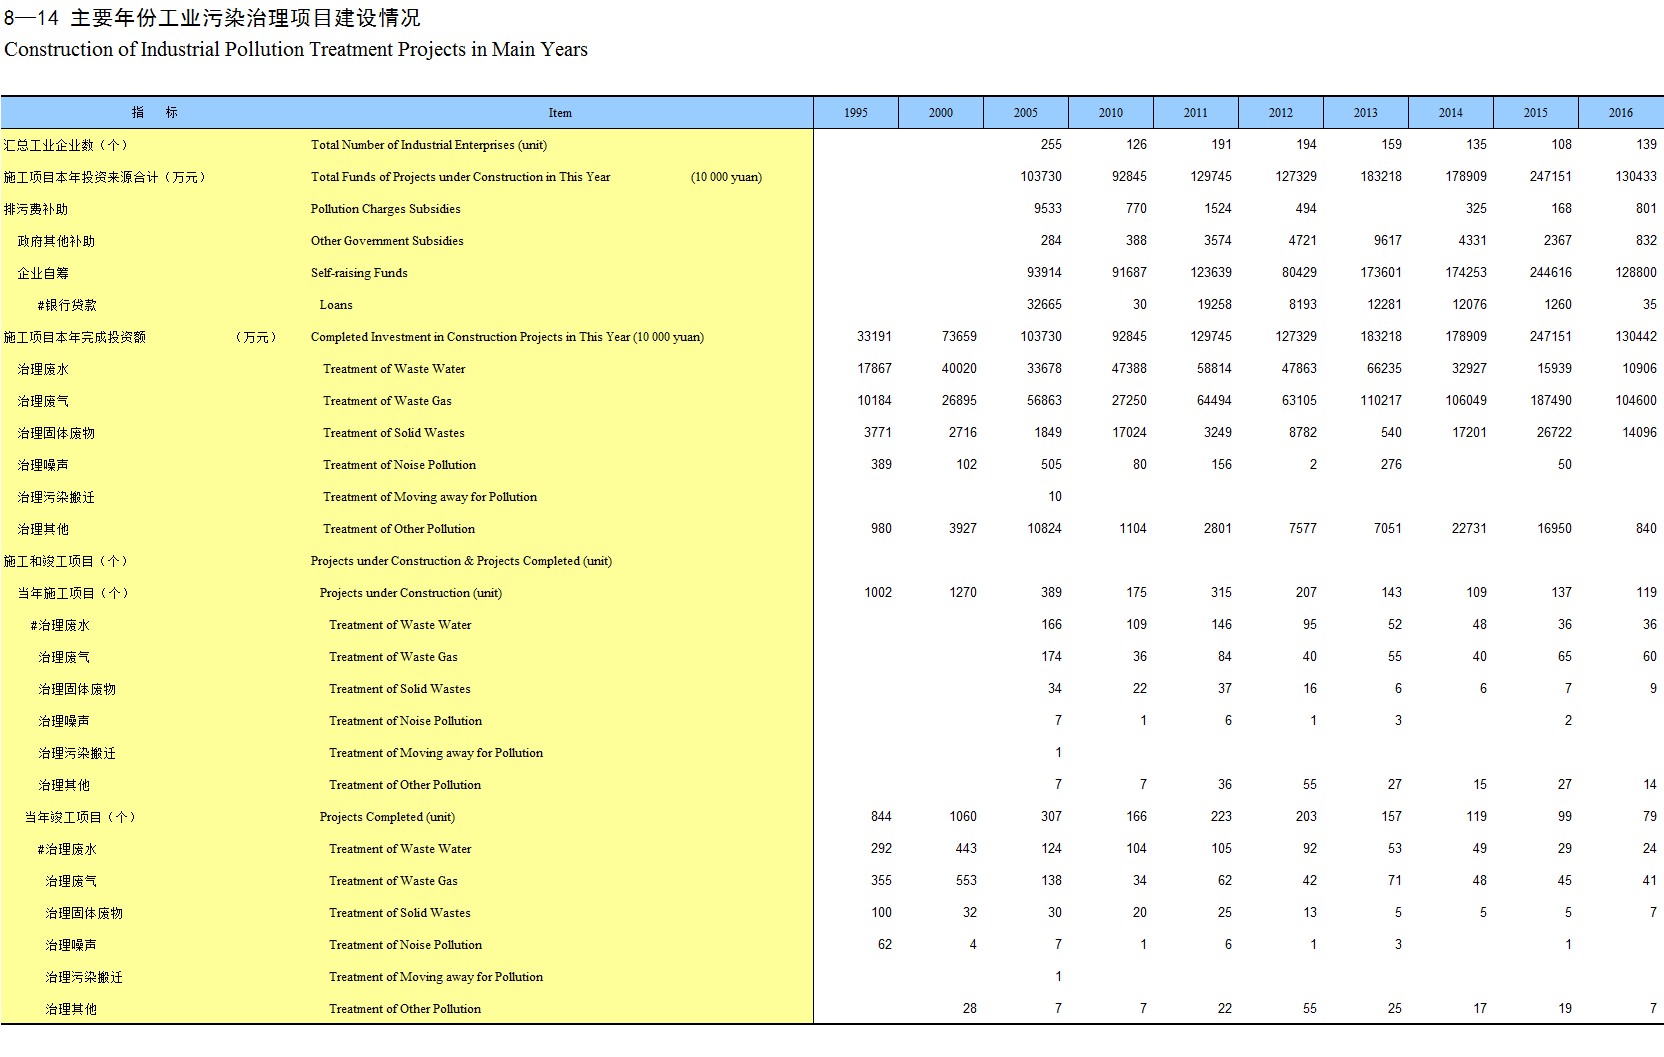 8—14 主要年份工业污染治理项目建设情况
Construction of Industrial Pollution Treatment Projects in Main Years
指 标 Item 1995 2000 2005 2010 2011 2012 2013 2014 2015 2016
汇总工业企业数（个） Total Number of Industrial Enterprises (unit) 255 126 191 194 159 135 108 139
施工项目本年投资来源合计（万元） Total Funds of Projects under Construction in This Year (10 000 yuan) 103730 92845 129745 127329 183218 178909 247151 130433
排污费补助 Pollution Charges Subsidies 9533 770 1524 494 325 168 801
政府其他补助 Other Government Subsidies 284 388 3574 4721 9617 4331 2367 832
企业自筹 Self-raising Funds 93914 91687 123639 80429 173601 174253 244616 128800
#银行贷款 Loans 32665 30 19258 8193 12281 12076 1260 35
施工项目本年完成投资额 （万元） Completed Investment in Construction Projects in This Year (10 000 yuan) 33191 73659 103730 92845 129745 127329 183218 178909 247151 130442
治理废水 Treatment of Waste Water 17867 40020 33678 47388 58814 47863 66235 32927 15939 10906
治理废气 Treatment of Waste Gas 10184 26895 56863 27250 64494 63105 110217 106049 187490 104600
治理固体废物 Treatment of Solid Wastes 3771 2716 1849 17024 3249 8782 540 17201 26722 14096
治理噪声 Treatment of Noise Pollution 389 102 505 80 156 2 276 50
治理污染搬迁 Treatment of Moving away for Pollution 10
治理其他 Treatment of Other Pollution 980 3927 10824 1104 2801 7577 7051 22731 16950 840
施工和竣工项目（个） Projects under Construction & Projects Completed (unit)
当年施工项目（个） Projects under Construction (unit) 1002 1270 389 175 315 207 143 109 137 119
#治理废水 Treatment of Waste Water 166 109 146 95 52 48 36 36
治理废气 Treatment of Waste Gas 174 36 84 40 55 40 65 60
治理固体废物 Treatment of Solid Wastes 34 22 37 16 6 6 7 9
治理噪声 Treatment of Noise Pollution 7 1 6 1 3 2
治理污染搬迁 Treatment of Moving away for Pollution 1
治理其他 Treatment of Other Pollution 7 7 36 55 27 15 27 14
当年竣工项目（个） Projects Completed (unit) 844 1060 307 166 223 203 157 119 99 79
#治理废水 Treatment of Waste Water 292 443 124 104 105 92 53 49 29 24
治理废气 Treatment of Waste Gas 355 553 138 34 62 42 71 48 45 41
治理固体废物 Treatment of Solid Wastes 100 32 30 20 25 13 5 5 5 7
治理噪声 Treatment of Noise Pollution 62 4 7 1 6 1 3 1
治理污染搬迁 Treatment of Moving away for Pollution 1
治理其他 Treatment of Other Pollution 28 7 7 22 55 25 17 19 7